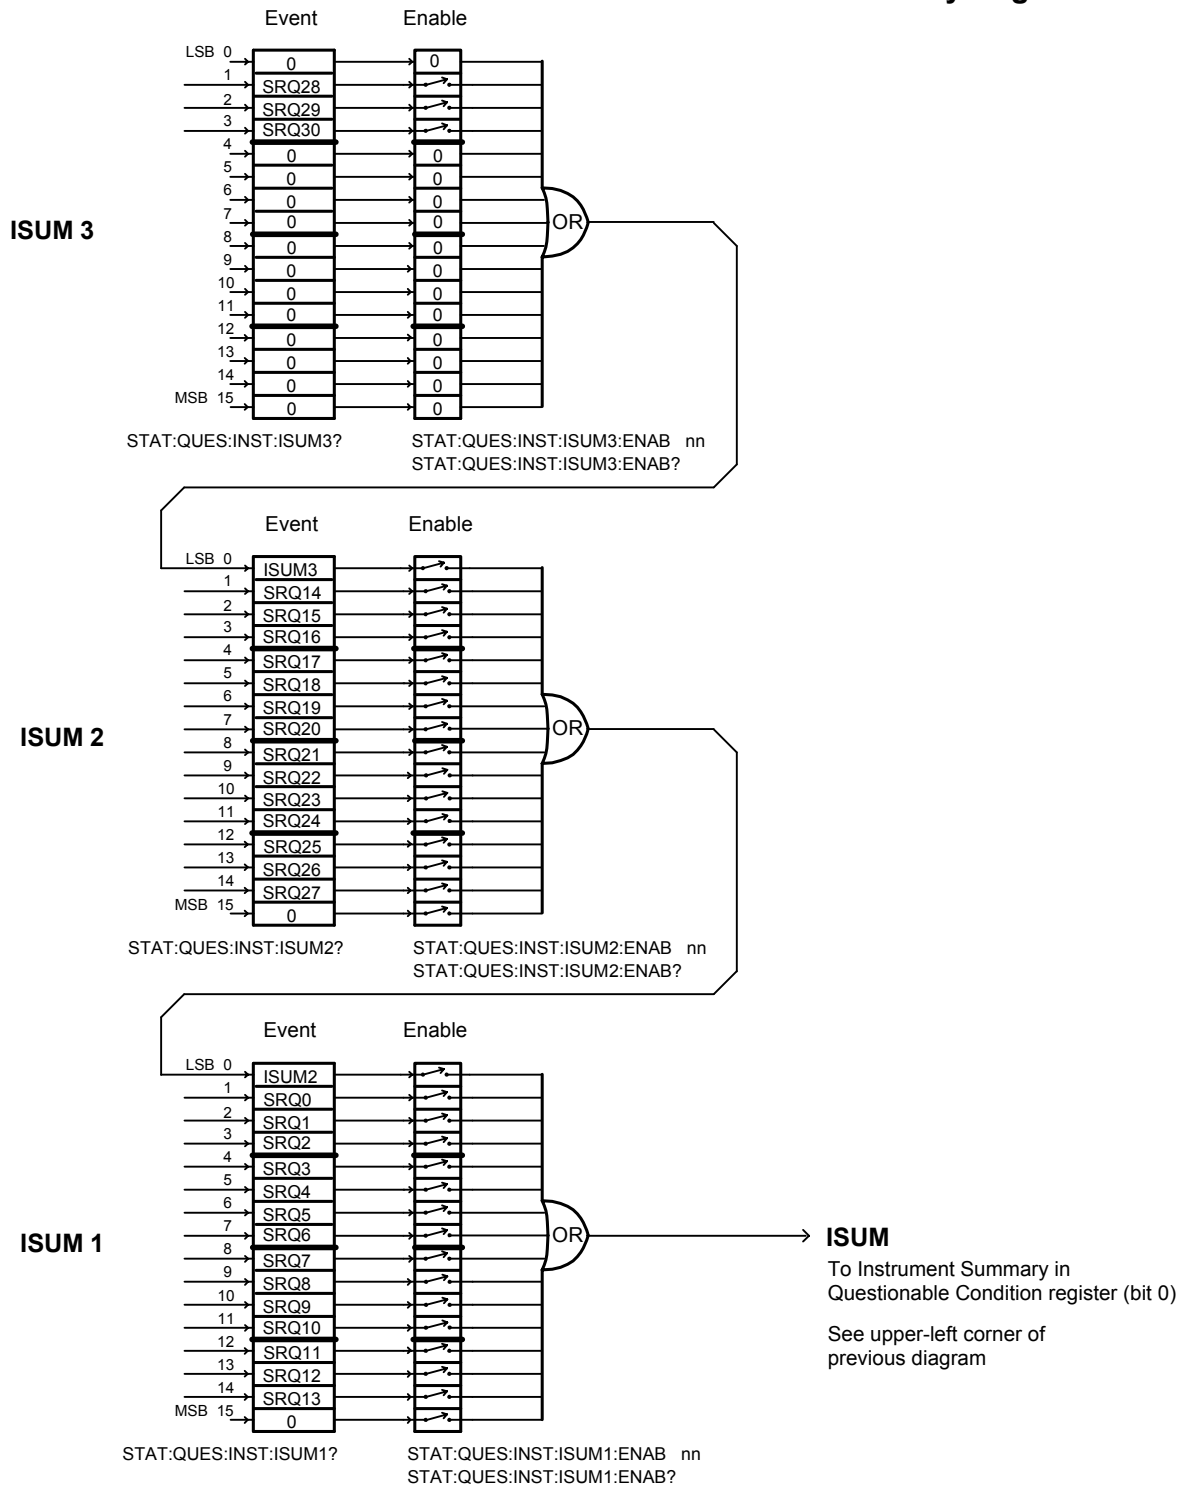 Event Enable
LSB 0 0 0
1 SRQ28
2 SRQ29
3 SRQ30
4 0 0
5 0 0
6 0 0
7 0 0
OR
ISUM 3
8 0 0
9 0 0
10 0 0
11 0 0
12 0 0
13 0 0
14 0 0
MSB 15 0 0
STAT:QUES:INST:ISUM3? STAT:QUES:INST:ISUM3:ENAB nn
STAT:QUES:INST:ISUM3:ENAB?
Event Enable
LSB 0 ISUM3
1 SRQ14
2 SRQ15
3 SRQ16
4 SRQ17
5 SRQ18
6 SRQ19
7 SRQ20
OR
ISUM 2
8 SRQ21
9 SRQ22
10 SRQ23
11 SRQ24
12 SRQ25
13 SRQ26
14 SRQ27
MSB 15 0
STAT:QUES:INST:ISUM2? STAT:QUES:INST:ISUM2:ENAB nn
STAT:QUES:INST:ISUM2:ENAB?
Event Enable
LSB 0 ISUM2
1 SRQ0
2 SRQ1
3 SRQ2
4 SRQ3
5 SRQ4
6 SRQ5
7 SRQ6
OR
ISUM 1
8 SRQ7
9 SRQ8
10 SRQ9
11 SRQ10
12 SRQ11
13 SRQ12
14 SRQ13
MSB 15 0
ISUM
To Instrument Summary in
Questionable Condition register (bit 0)
See upper-left corner of
previous diagram
STAT:QUES:INST:ISUM1? STAT:QUES:INST:ISUM1:ENAB nn
STAT:QUES:INST:ISUM1:ENAB?